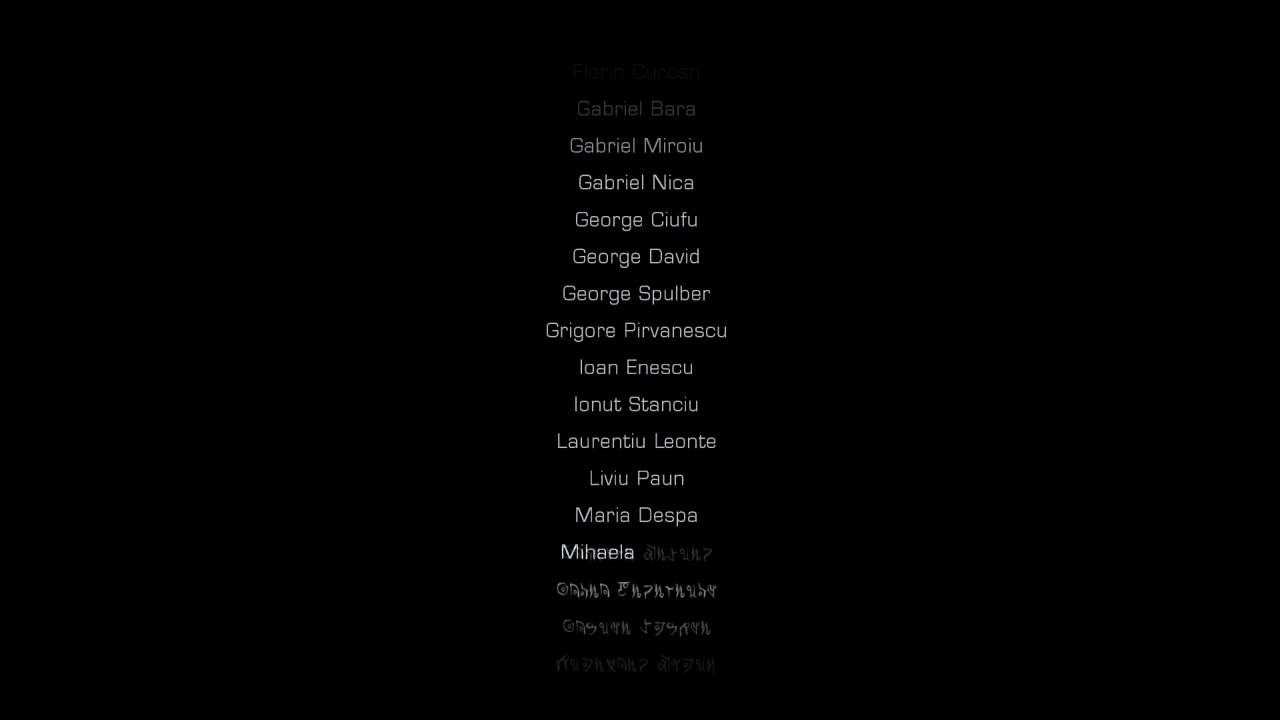 Florin Curcan
Gabriel Bara
Gabriel Miroiu
Gabriel Nica
George Ciufu
George David
George Spulber
Grigore Pirvanescu
Ioan Enescu
Ionut Stanciu
Laurentiu Leonte
Liviu Paun
Maria Despa
Mihaela